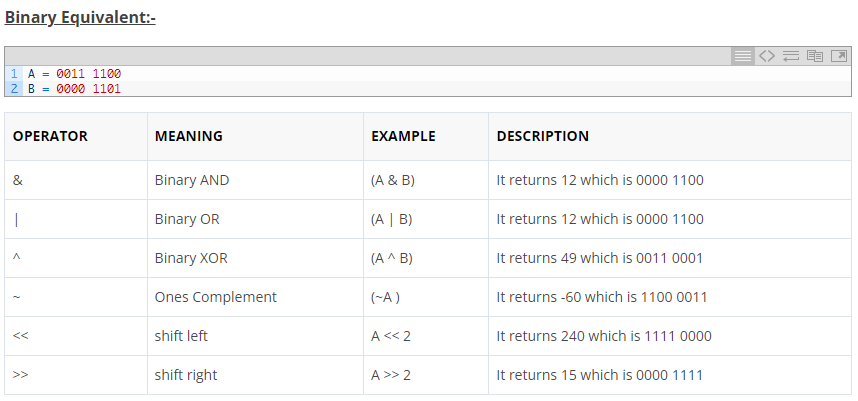 Binary Equivalent:-
1 A = 0011 1100
2 B = 0000 1101
OPERATOR MEANING EXAMPLE DESCRIPTION
& Binary AND (A & B) It returns 12 which is 0000 1100
| Binary OR (A | B) It returns 12 which is 0000 1100
^ Binary XOR (A ^ B) It returns 49 which is 0011 0001
~ Ones Complement (~A ) It returns -60 which is 1100 0011
<< shift left A << 2 It returns 240 which is 1111 0000
>> shift right A >> 2 It returns 15 which is 0000 1111